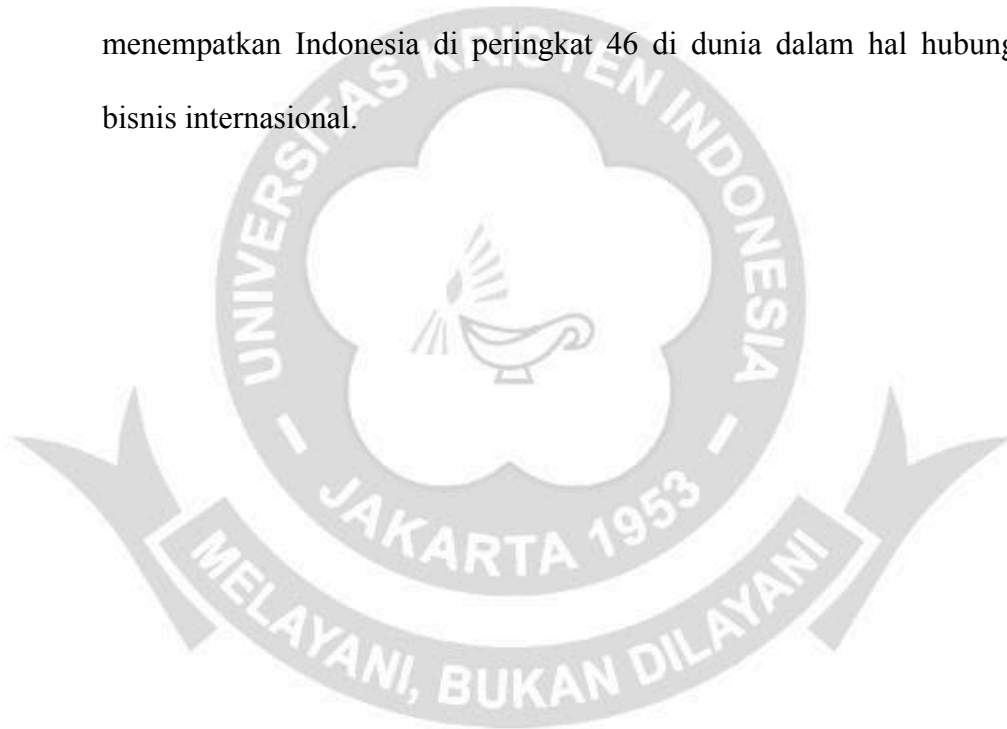 menempatkan Indonesia di peringkat 46 di dunia dalam hal hubung
bisnis internasional.
UNIVERSITAS KRISTEN INDONESIA
JAKARTA 1953
MELAYANI, BUKAN DILAYANI